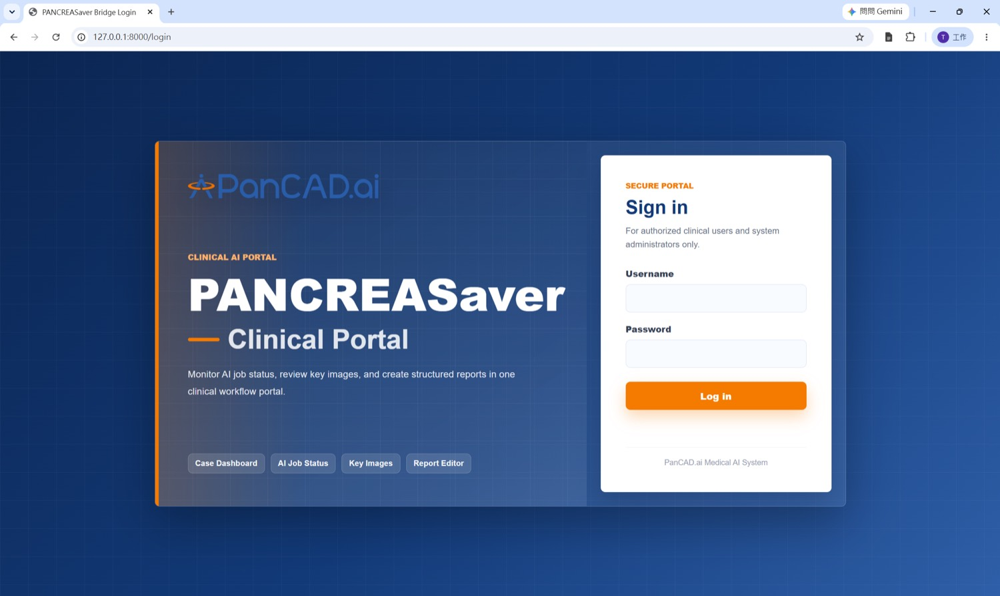 PANCREASaver Bridge Login
問問 Gemini
127.0.0.1:8000/login
T 工作
PanCAD.ai
CLINICAL AI PORTAL
PANCREASaver
Clinical Portal
Monitor AI job status, review key images, and create structured reports in one
clinical workflow portal.
Case Dashboard
AI Job Status
Key Images
Report Editor
SECURE PORTAL
Sign in
For authorized clinical users and system
administrators only.
Username
Password
Log in
PanCAD.ai Medical AI System